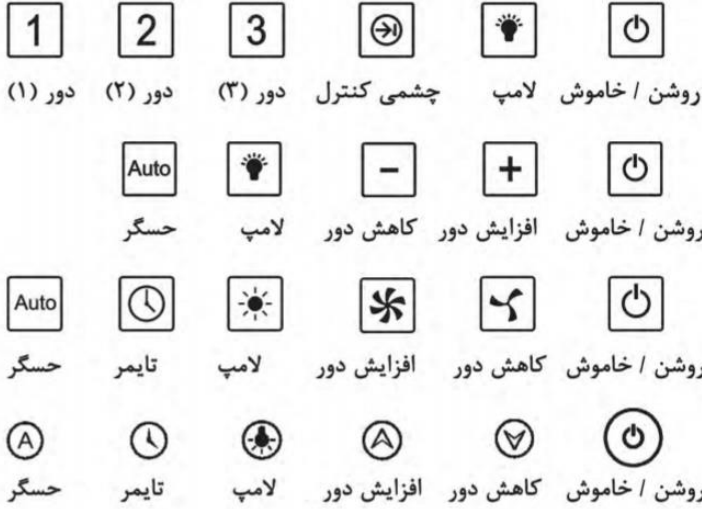 1 2 3
روشن / خاموش لامپ چشمی کنترل دور (۳) دور (۲) دور (۱)
Auto - +
روشن / خاموش افزایش دور کاهش دور لامپ حسگر
Auto
روشن / خاموش کاهش دور افزایش دور لامپ تایمر حسگر
A
روشن / خاموش کاهش دور افزایش دور لامپ تایمر حسگر